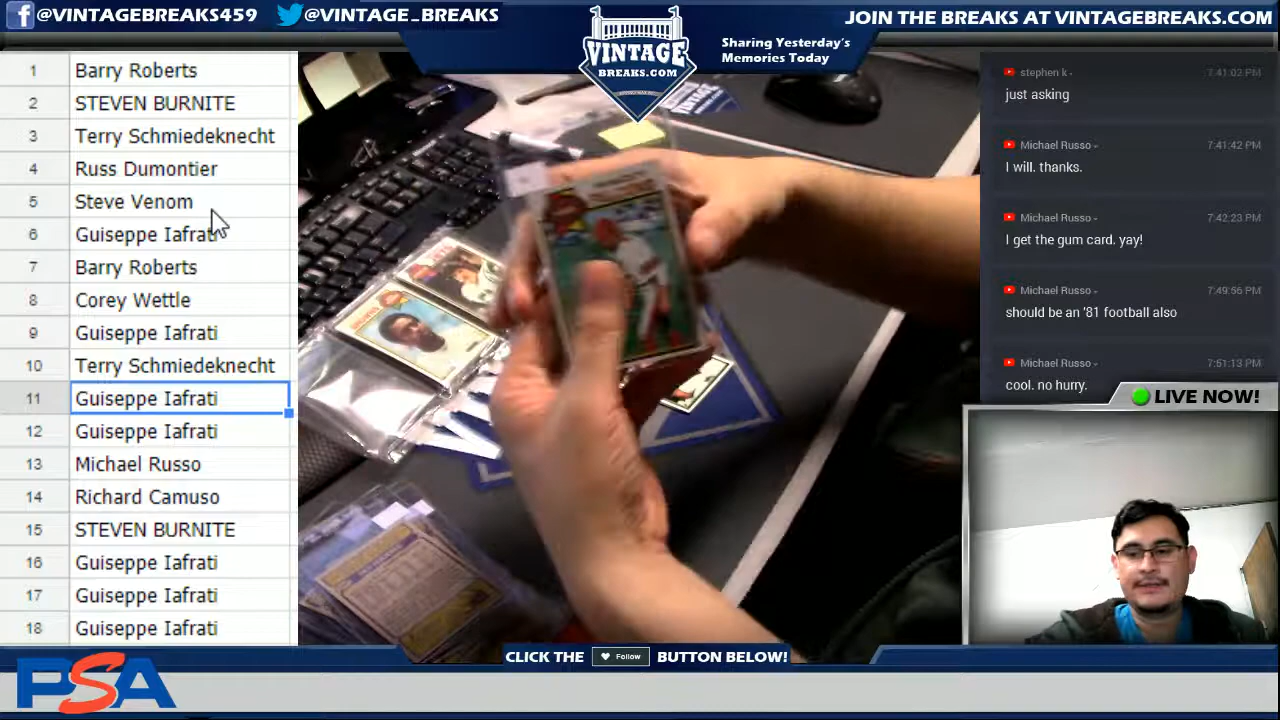 @VINTAGEBREAKS459
@VINTAGE_BREAKS
VINTAGE
BREAKS.COM
Sharing Yesterday's
Memories Today
JOIN THE BREAKS AT VINTAGEBREAKS.COM
1 Barry Roberts
2 STEVEN BURNITE
3 Terry Schmiedeknecht
4 Russ Dumontier
5 Steve Venom
6 Guiseppe Iafrati
7 Barry Roberts
8 Corey Wettle
9 Guiseppe Iafrati
10 Terry Schmiedeknecht
11 Guiseppe Iafrati
12 Guiseppe Iafrati
13 Michael Russo
14 Richard Camuso
15 STEVEN BURNITE
16 Guiseppe Iafrati
17 Guiseppe Iafrati
18 Guiseppe Iafrati
stephen k 7:41:02 PM
just asking
Michael Russo 7:41:42 PM
I will. thanks.
Michael Russo 7:42:23 PM
I get the gum card. yay!
Michael Russo 7:49:56 PM
should be an '81 football also
Michael Russo 7:51:13 PM
cool. no hurry.
LIVE NOW!
CLICK THE Follow BUTTON BELOW!
PSA